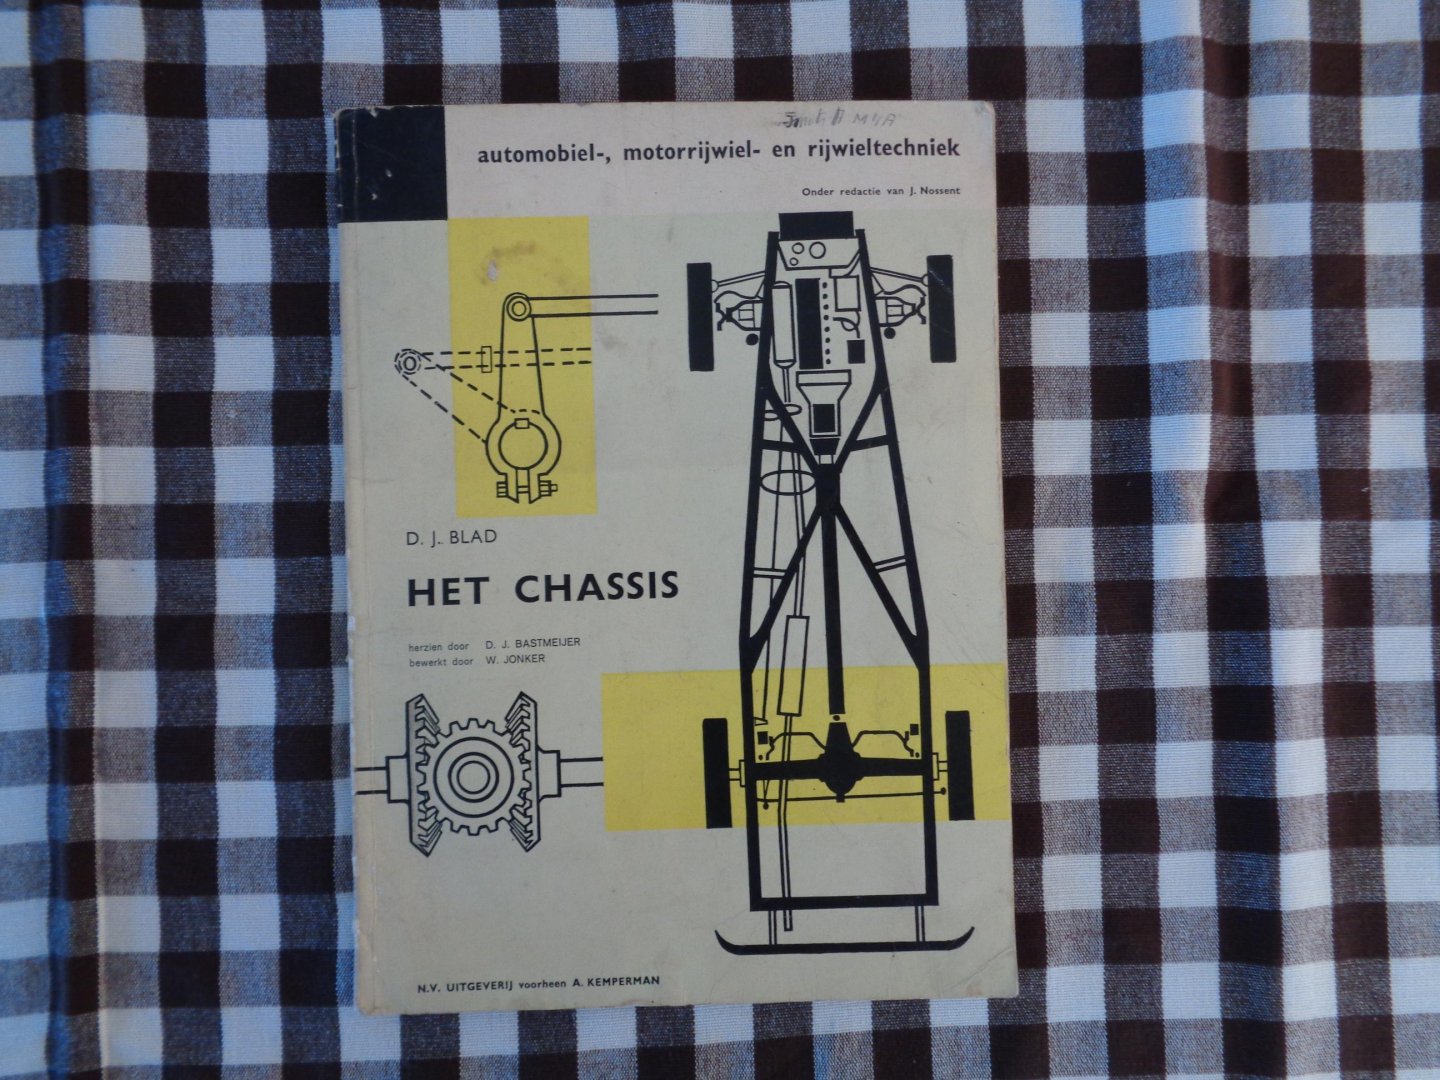 automobiel-, motorrijwiel- en rijwieltechniek
Onder redactie van J. Nossent
D. J. BLAD
HET CHASSIS
herzien door D. J. BASTMEIJER
bewerkt door W. JONKER
N.V. UITGEVERIJ voorheen A. KEMPERMAN